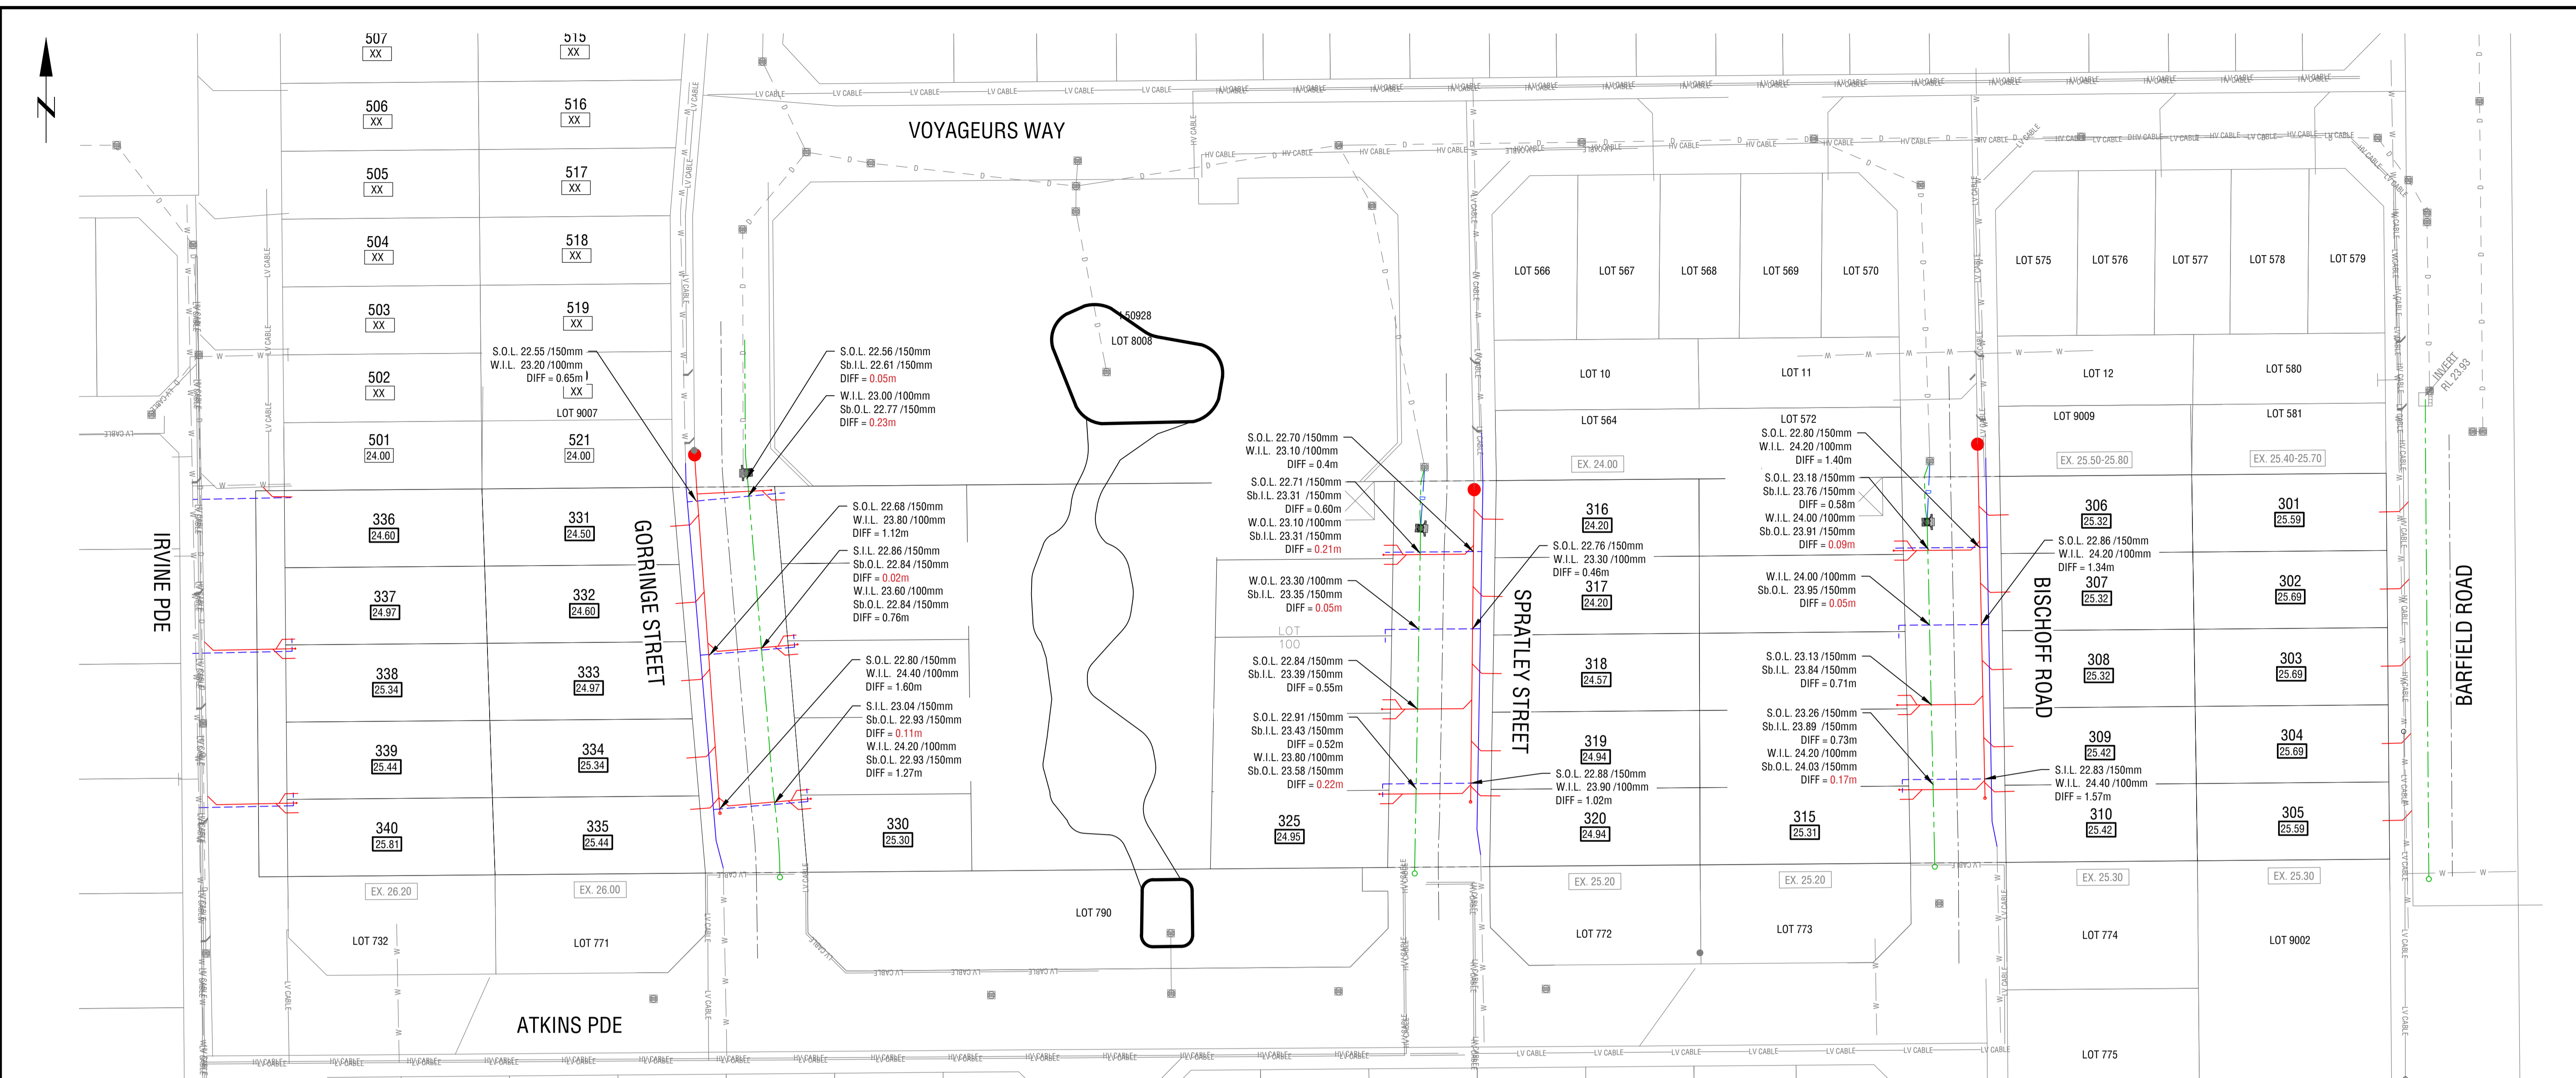 N
507
XX
506
XX
505
XX
504
XX
503
XX
502
XX
501
24.00
515
XX
516
XX
517
XX
518
XX
519
XX
XX
LOT 9007
521
24.00
VOYAGEURS WAY
S.O.L. 22.55 /150mm
W.I.L. 23.20 /100mm
DIFF = 0.65m
S.O.L. 22.56 /150mm
Sb.I.L. 22.61 /150mm
DIFF = 0.05m
W.I.L. 23.00 /100mm
Sb.O.L. 22.77 /150mm
DIFF = 0.23m
S.O.L. 22.68 /150mm
W.I.L. 23.80 /100mm
DIFF = 1.12m
S.I.L. 22.86 /150mm
Sb.O.L. 22.84 /150mm
DIFF = 0.02m
W.I.L. 23.60 /100mm
Sb.O.L. 22.84 /150mm
DIFF = 0.76m
S.O.L. 22.80 /150mm
W.I.L. 24.40 /100mm
DIFF = 1.60m
S.I.L. 23.04 /150mm
Sb.O.L. 22.93 /150mm
DIFF = 0.11m
W.I.L. 24.20 /100mm
Sb.O.L. 22.93 /150mm
DIFF = 1.27m
IRVINE PDE
336
24.60
337
24.97
338
25.34
339
25.44
340
25.81
331
24.50
332
24.60
333
24.97
334
25.34
335
25.44
GORRINGE STREET
330
25.30
EX. 26.20
EX. 26.00
LOT 732
LOT 771
ATKINS PDE
L50928
LOT 8008
LOT 790
LOT
100
325
24.95
S.O.L. 22.70 /150mm
W.I.L. 23.10 /100mm
DIFF = 0.4m
S.O.L. 22.71 /150mm
Sb.I.L. 23.31 /150mm
DIFF = 0.60m
W.O.L. 23.10 /100mm
Sb.I.L. 23.31 /150mm
DIFF = 0.21m
W.O.L. 23.30 /100mm
Sb.I.L. 23.35 /150mm
DIFF = 0.05m
S.O.L. 22.84 /150mm
Sb.I.L. 23.39 /150mm
DIFF = 0.55m
S.O.L. 22.91 /150mm
Sb.I.L. 23.43 /150mm
DIFF = 0.52m
W.I.L. 23.80 /100mm
Sb.O.L. 23.58 /150mm
DIFF = 0.22m
SPRATLEY STREET
LOT 566
LOT 567
LOT 568
LOT 569
LOT 570
LOT 10
LOT 11
LOT 564
LOT 572
EX. 24.00
S.O.L. 22.80 /150mm
W.I.L. 24.20 /100mm
DIFF = 1.40m
S.O.L. 23.18 /150mm
Sb.I.L. 23.76 /150mm
DIFF = 0.58m
W.I.L. 24.00 /100mm
Sb.O.L. 23.91 /150mm
DIFF = 0.09m
W.I.L. 24.00 /100mm
Sb.O.L. 23.95 /150mm
DIFF = 0.05m
S.O.L. 23.13 /150mm
Sb.I.L. 23.84 /150mm
DIFF = 0.71m
S.O.L. 23.26 /150mm
Sb.I.L. 23.89 /150mm
DIFF = 0.73m
W.I.L. 24.20 /100mm
Sb.O.L. 24.03 /150mm
DIFF = 0.17m
316
24.20
S.O.L. 22.76 /150mm
W.I.L. 23.30 /100mm
DIFF = 0.46m
317
24.20
318
24.57
319
24.94
S.O.L. 22.88 /150mm
W.I.L. 23.90 /100mm
DIFF = 1.02m
320
24.94
315
25.31
EX. 25.20
EX. 25.20
LOT 772
LOT 773
BISCHOFF ROAD
LOT 575
LOT 576
LOT 577
LOT 578
LOT 579
LOT 12
LOT 580
LOT 9009
LOT 581
EX. 25.50-25.80
EX. 25.40-25.70
306
25.32
301
25.59
S.O.L. 22.86 /150mm
W.I.L. 24.20 /100mm
DIFF = 1.34m
307
25.32
302
25.69
308
25.32
303
25.69
309
25.42
304
25.69
S.I.L. 22.83 /150mm
W.I.L. 24.40 /100mm
DIFF = 1.57m
310
25.42
305
25.59
EX. 25.30
EX. 25.30
LOT 774
LOT 9002
LOT 775
BARFIELD ROAD
INVERT
RL 23.93
LV CABLE
HV CABLE